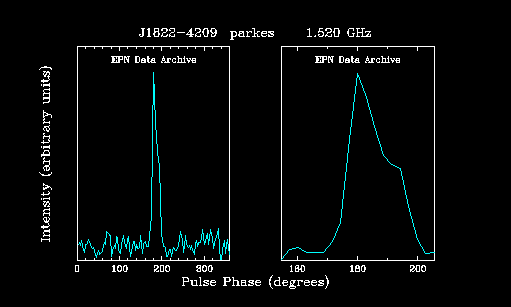 J1822-4209 parkes 1.520 GHz
EPN Data Archive EPN Data Archive
Intensity (arbitrary units)
0 100 200 300 160 180 200
Pulse Phase (degrees)